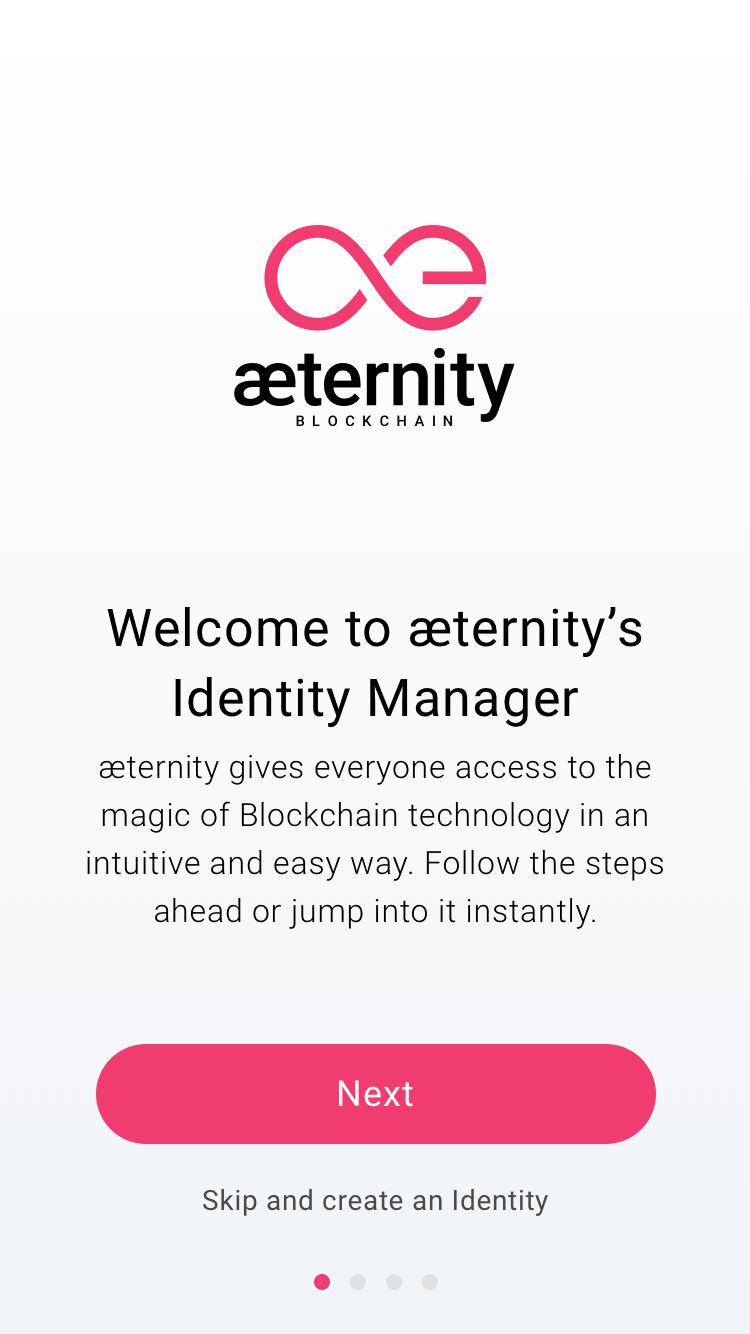 æternity
BLOCKCHAIN
Welcome to æternity’s
Identity Manager
æternity gives everyone access to the
magic of Blockchain technology in an
intuitive and easy way. Follow the steps
ahead or jump into it instantly.
Next
Skip and create an Identity